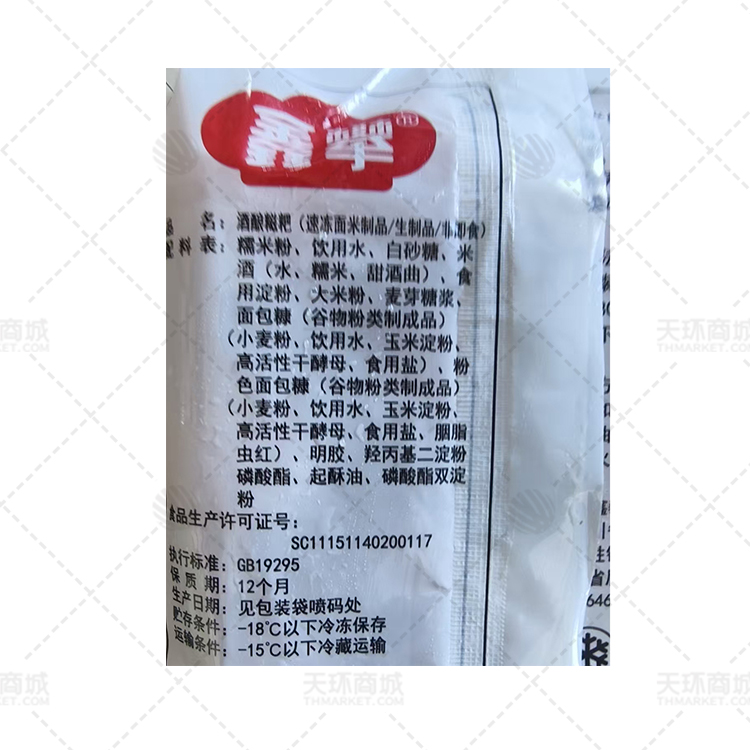 品 名：酒酿糍粑（速冻面米制品/生制品/非即食）
配料表：糯米粉、饮用水、白砂糖、米
酒（水、糯米、甜酒曲）、食
用淀粉、大米粉、麦芽糖浆、
面包糠（谷物粉类制成品）
（小麦粉、饮用水、玉米淀粉、
高活性干酵母、食用盐）、粉
色面包糠（谷物粉类制成品）
（小麦粉、饮用水、玉米淀粉、
高活性干酵母、食用盐、胭脂
虫红）、明胶、羟丙基二淀粉
磷酸酯、起酥油、磷酸酯双淀
粉
食品生产许可证号：
SC11151140200117
执行标准：GB19295
保 质 期：12个月
生产日期：见包装袋喷码处
贮存条件：-18℃以下冷冻保存
运输条件：-15℃以下冷藏运输
天环商城
THMARKET.COM